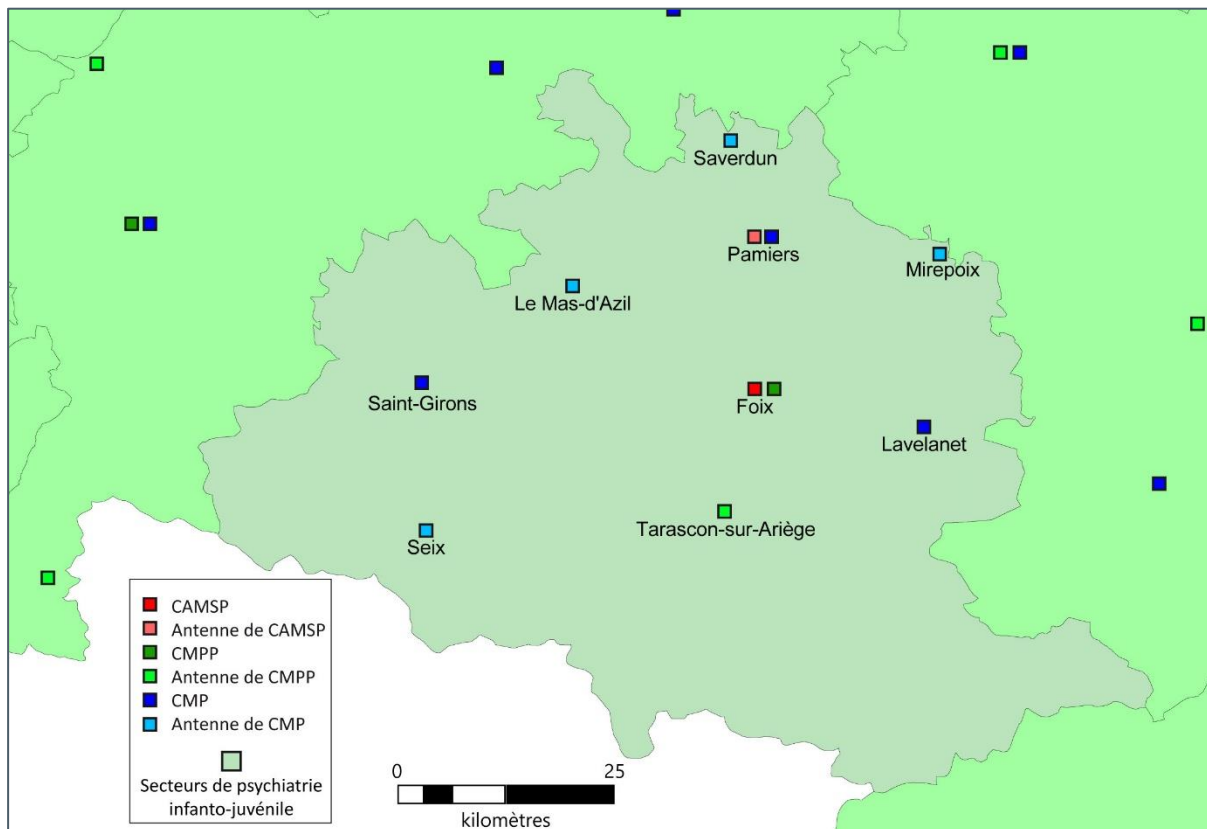 Saverdun
Pamiers
Mirepoix
Le Mas-d'Azil
Saint-Girons
Foix
Lavelanet
Tarascon-sur-Ariège
Seix
CAMSP
Antenne de CAMSP
CMPP
Antenne de CMPP
CMP
Antenne de CMP
Secteurs de psychiatrie
infanto-juvénile
0 25
kilomètres